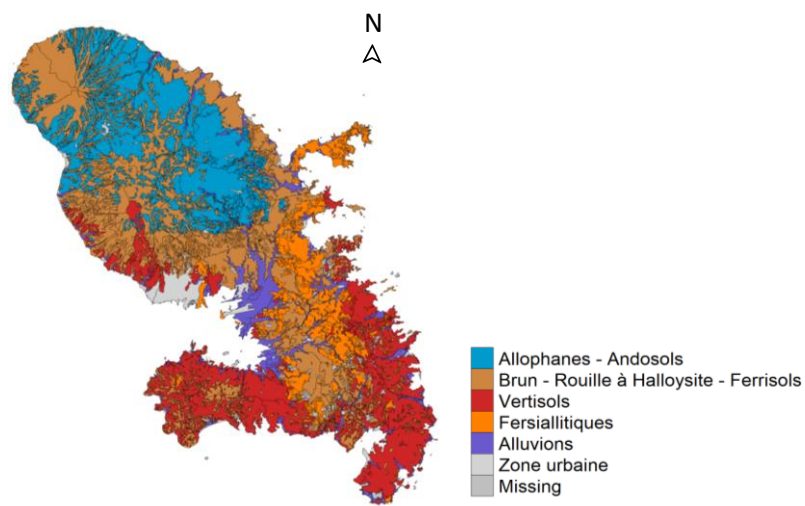 N
Allophanes - Andosols
Brun - Rouille à Halloysite - Ferrisols
Vertisols
Fersiallitiques
Alluvions
Zone urbaine
Missing